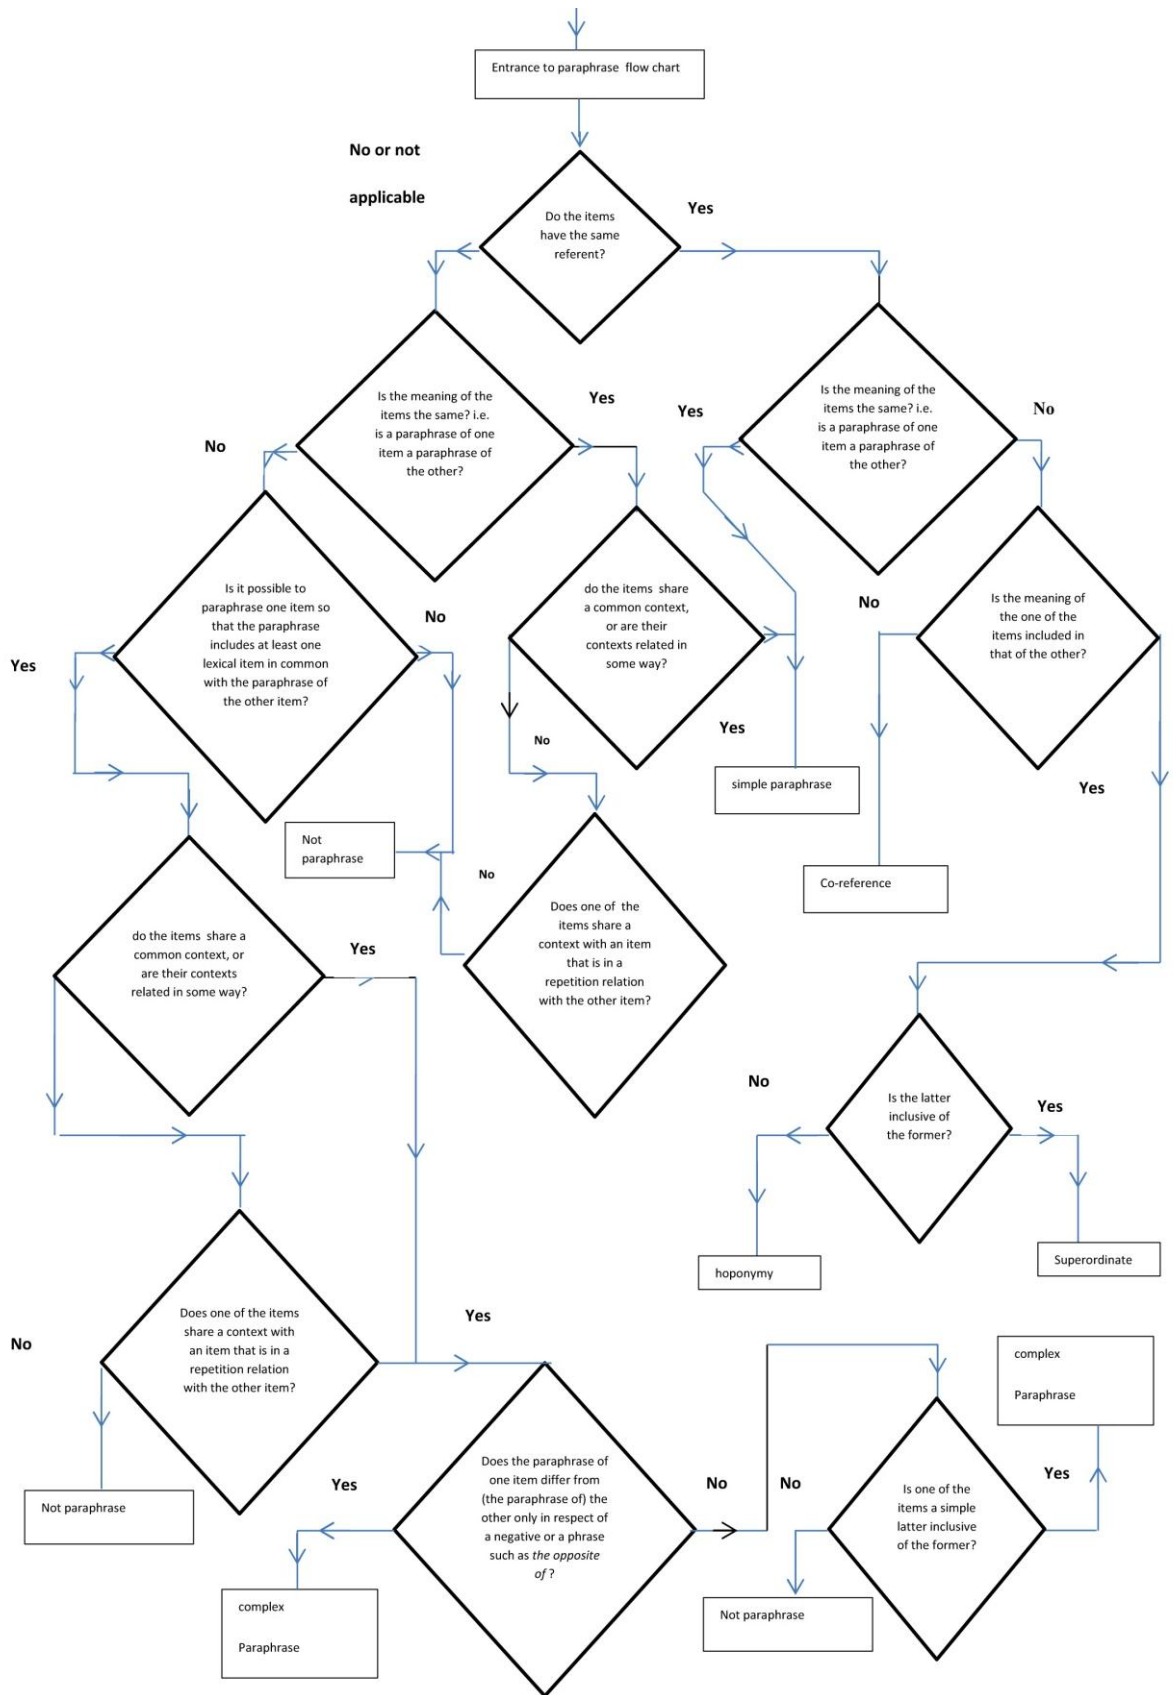 Entrance to paraphrase flow chart
No or not
applicable
Do the items
have the same
referent?
Yes
Is the meaning of the
items the same? i.e.
is a paraphrase of one
item a paraphrase of
the other?
Yes
No
Is the meaning of the
items the same? i.e.
is a paraphrase of one
item a paraphrase of
the other?
Yes
No
Is it possible to
paraphrase one item so
that the paraphrase
includes at least one
lexical item in common
with the paraphrase of
the other item?
Yes
No
do the items share
a common context,
or are their
contexts related in
some way?
No
Yes
Is the meaning of
the one of the
items included in
that of the other?
No
Yes
simple paraphrase
Not
paraphrase
Co-reference
do the items share a
common context, or
are their contexts
related in some way?
Yes
No
Does one of the
items share a
context with an item
that is in a
repetition relation
with the other item?
Is the latter
inclusive of
the former?
No
Yes
hoponymy
Superordinate
Does one of the items
share a context with
an item that is in a
repetition relation
with the other item?
No
Yes
Not paraphrase
Does the paraphrase of
one item differ from
(the paraphrase of) the
other only in respect of
a negative or a phrase
such as the opposite
of ?
Yes
No
complex
Paraphrase
Is one of the
items a simple
latter inclusive
of the former?
No
Yes
Not paraphrase
complex
Paraphrase